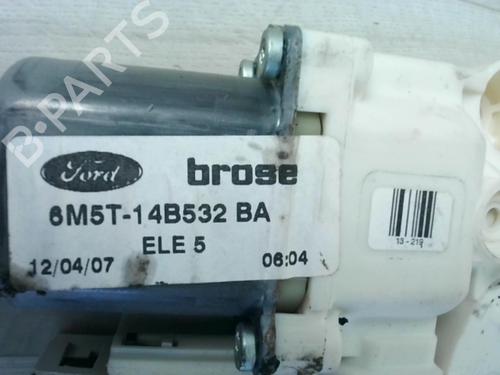 B-PARTS
Ford
brose
6M5T-14B532 BA
ELE 5
12/04/07 06:04
13-219